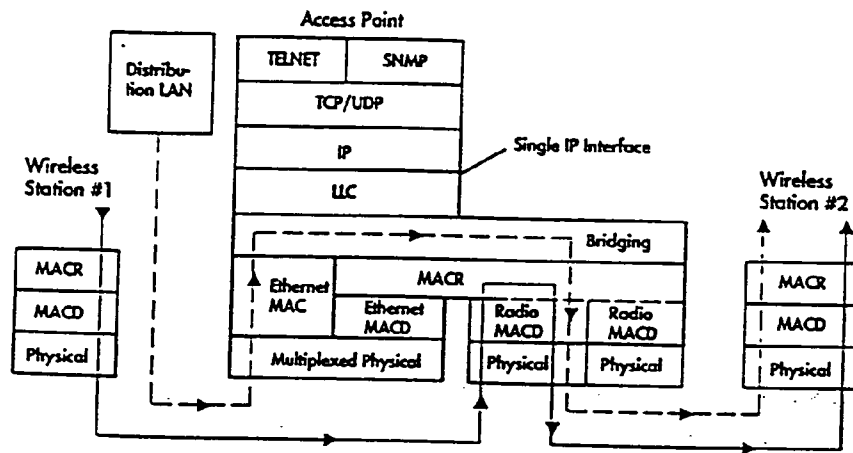 Access Point
Distribu-
tion LAN
TELNET
SNMP
TCP/UDP
IP
Single IP Interface
LLC
Wireless
Station #1
Wireless
Station #2
Bridging
MACR
MACD
Physical
Ethernet
MAC
MACR
Ethernet
MACD
Radio
MACD
Radio
MACD
Multiplexed Physical
Physical
Physical
MACR
MACD
Physical